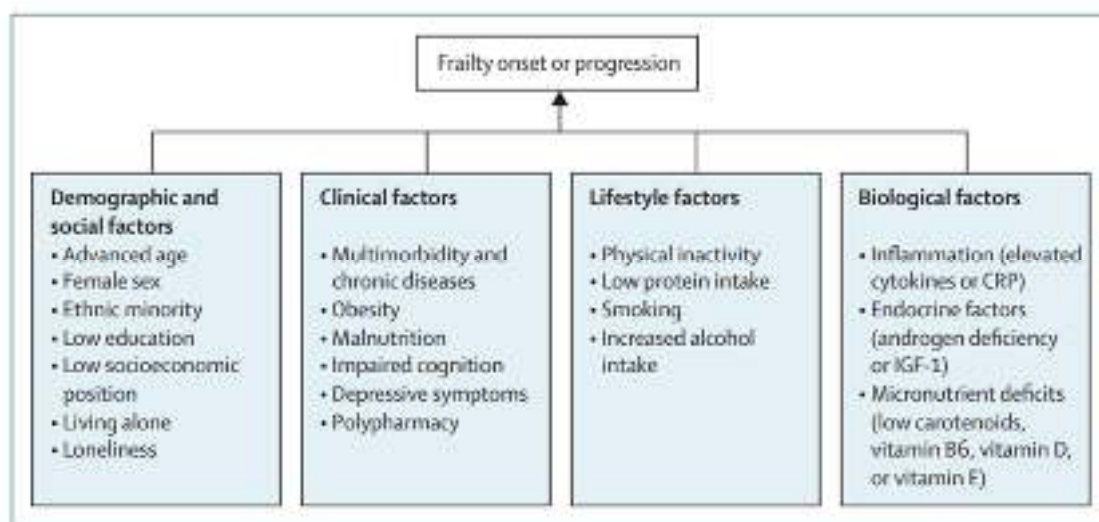 Frailty onset or progression
Demographic and
social factors
• Advanced age
• Female sex
• Ethnic minority
• Low education
• Low socioeconomic
position
• Living alone
• Loneliness
Clinical factors
• Multimorbidity and
chronic diseases
• Obesity
• Malnutrition
• Impaired cognition
• Depressive symptoms
• Polypharmacy
Lifestyle factors
• Physical inactivity
• Low protein intake
• Smoking
• Increased alcohol
intake
Biological factors
• Inflammation (elevated
cytokines or CRP)
• Endocrine factors
(androgen deficiency
or IGF-1)
• Micronutrient deficits
(low carotenoids,
vitamin B6, vitamin D,
or vitamin E)